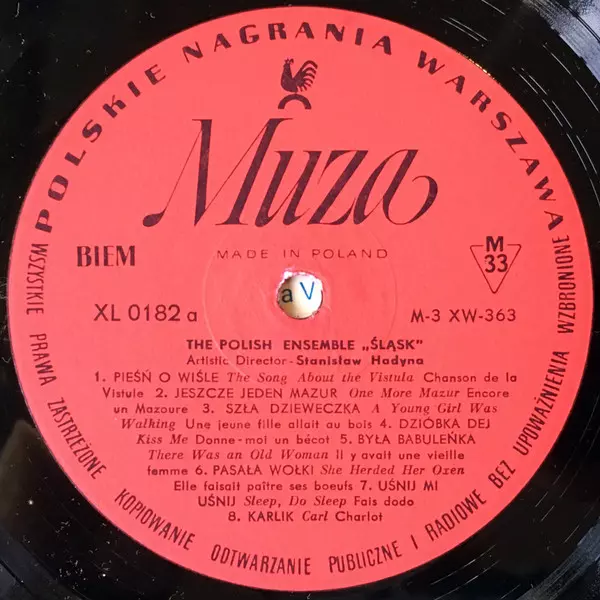 POLSKIE NAGRANIA WARSZAWA
Muza
MADE IN POLAND
BIEM
M
33
XL 0182 a
a V
M-3 XW-363
THE POLISH ENSEMBLE „ŚLĄSK"
Artistic Director - Stanisław Hadyna
1. PIEŚŃ O WIŚLE The Song About the Vistula Chanson de la
Vistule 2. JESZCZE JEDEN MAZUR One More Mazur Encore
un Mazoure 3. SZŁA DZIEWECZKA A Young Girl Was
Walking Une jeune fille allait au bois 4. DZIÓBKA DEJ
Kiss Me Donne-moi un bécot 5. BYŁA BABULEŃKA
There was an Old Woman Il y avait une vieille
femme 6. PASAŁA WOŁKI She Herded Her Oxen
Elle faisait paître ses boeufs 7. UŚNIJ MI
UŚNIJ Sleep, Do Sleep Fais dodo
8. KARLIK Carl Charlot
WSZYSTKIE PRAWA ZASTRZEŻONE KOPIOWANIE ODTWARZANIE PUBLICZNE I RADIOWE BEZ UPOWAŻNIENIA WZBRONIONE